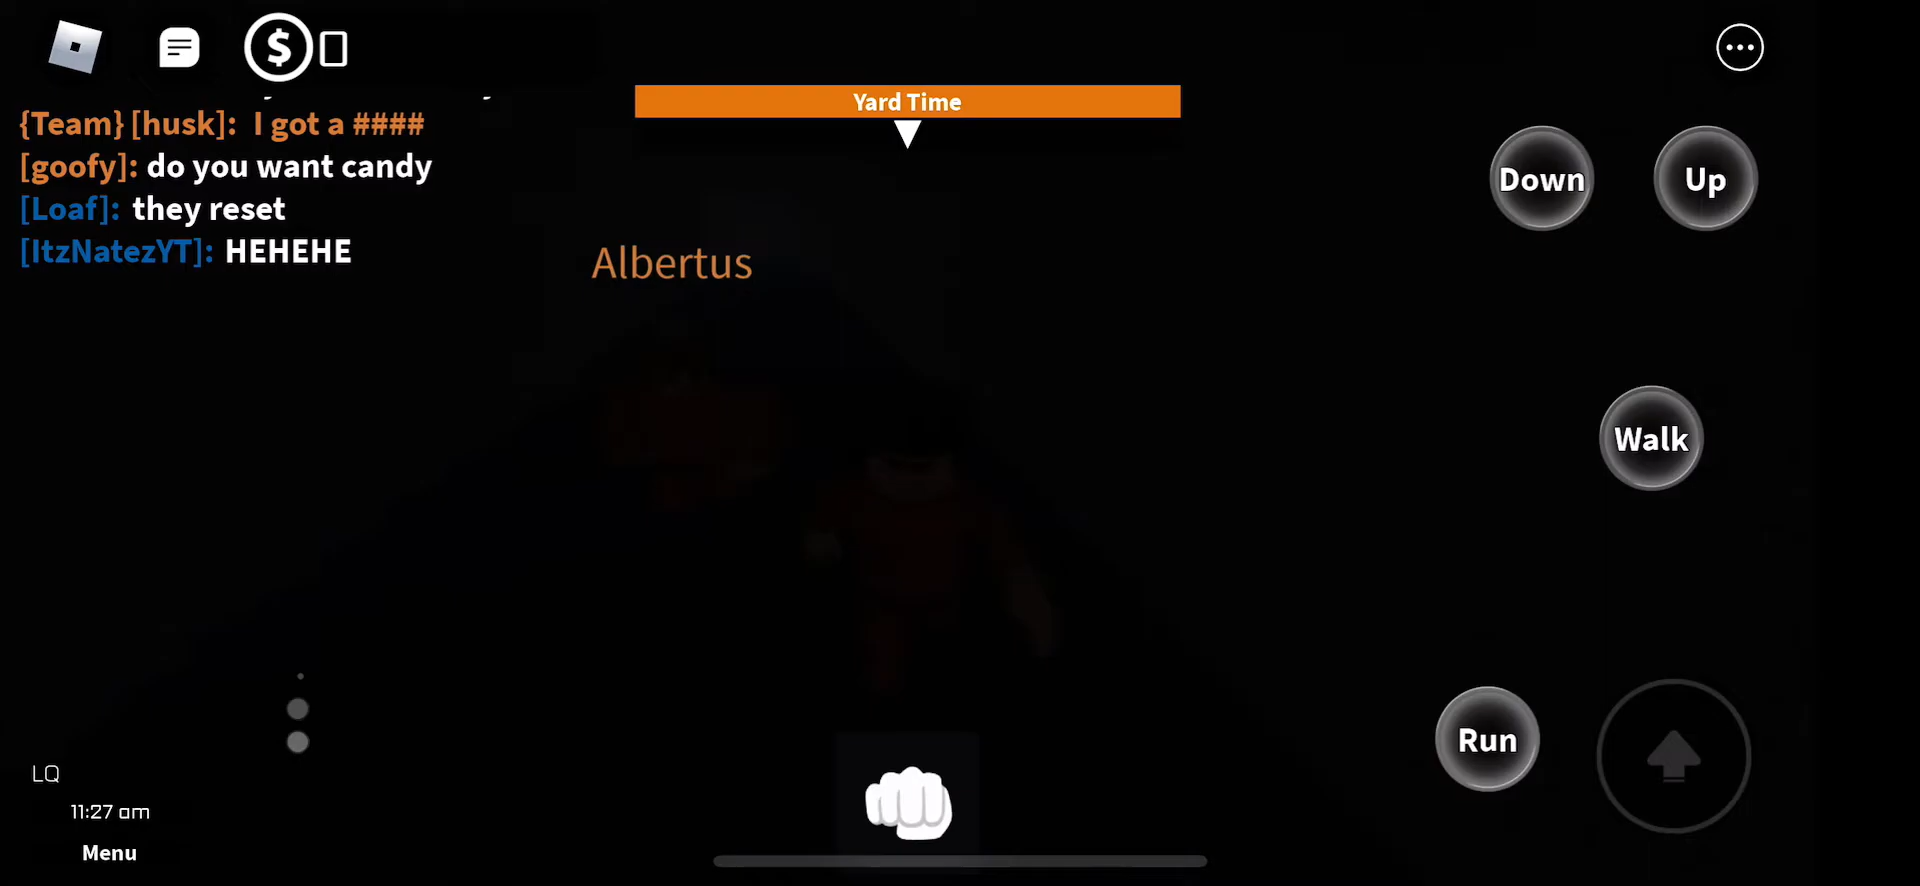 $
Yard Time
{Team} [husk]: I got a ####
[goofy]: do you want candy
[Loaf]: they reset
[ItzNatezYT]: HEHEHE
Albertus
Down
Up
Walk
Run
LQ
11:27 am
Menu